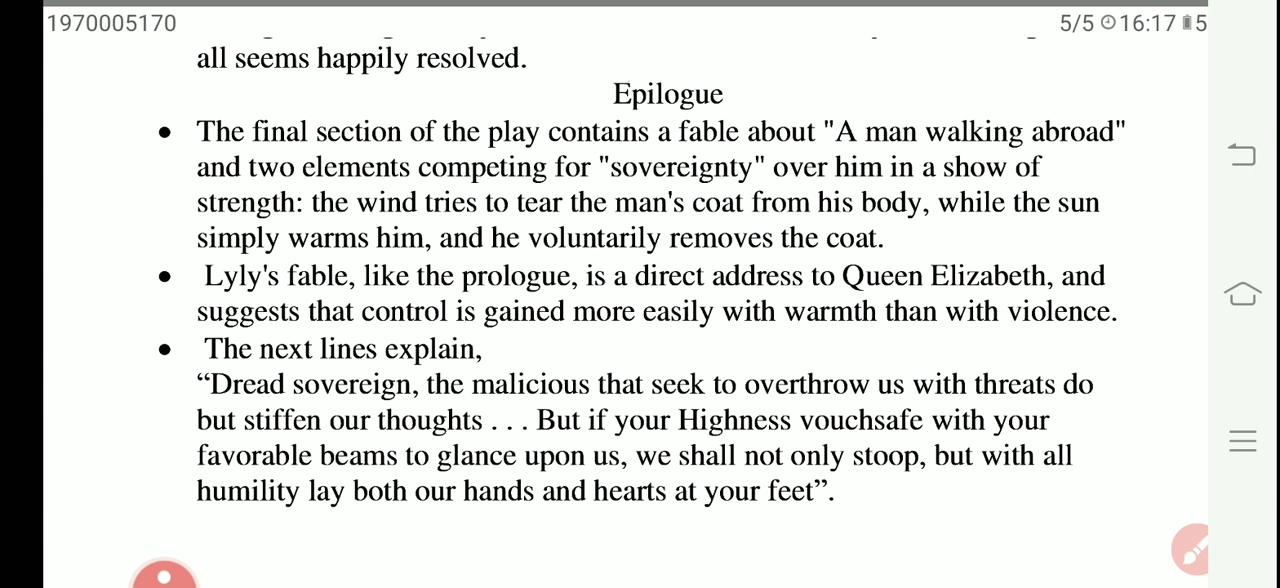 1970005170 5/5 16:17 5
all seems happily resolved.
Epilogue
• The final section of the play contains a fable about "A man walking abroad"
and two elements competing for "sovereignty" over him in a show of
strength: the wind tries to tear the man's coat from his body, while the sun
simply warms him, and he voluntarily removes the coat.
• Lyly's fable, like the prologue, is a direct address to Queen Elizabeth, and
suggests that control is gained more easily with warmth than with violence.
• The next lines explain,
“Dread sovereign, the malicious that seek to overthrow us with threats do
but stiffen our thoughts . . . But if your Highness vouchsafe with your
favorable beams to glance upon us, we shall not only stoop, but with all
humility lay both our hands and hearts at your feet”.